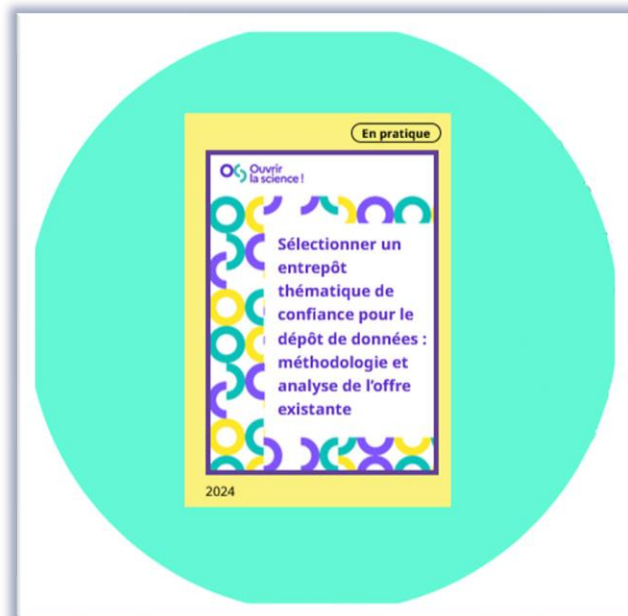 En pratique
Ouvrir
la science !
Sélectionner un
entrepôt
thématique de
confiance pour le
dépôt de données :
méthodologie et
analyse de l'offre
existante
2024